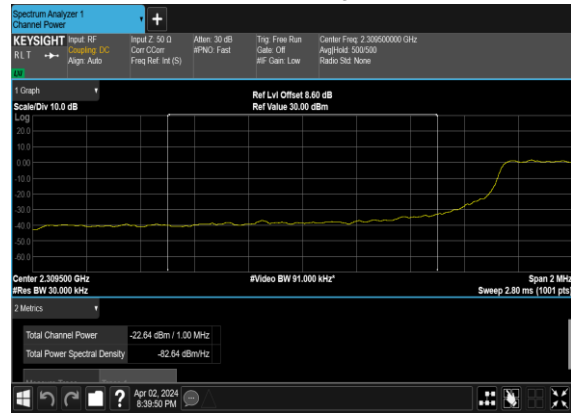 Spectrum Analyzer 1
Channel Power
KEYSIGHT Input: RF Input Z: 50 Ω Atten: 30 dB Trig: Free Run Center Freq: 2.309500000 GHz
RLT Coupling: DC Corr CCorr #PNO: Fast Gate: Off Avg|Hold: 500/500
Align: Auto Freq Ref: Int (S) #IF Gain: Low Radio Std: None
1 Graph
Ref Lvl Offset 8.60 dB
Scale/Div 10.0 dB Ref Value 30.00 dBm
Log
20.0
10.0
0.00
-10.0
-20.0
-30.0
-40.0
-50.0
-60.0
Center 2.309500 GHz #Video BW 91.000 kHz* Span 2 MHz
#Res BW 30.000 kHz Sweep 2.80 ms (1001 pts)
2 Metrics
Total Channel Power -22.64 dBm / 1.00 MHz
Total Power Spectral Density -82.64 dBm/Hz
Apr 02, 2024
8:39:50 PM